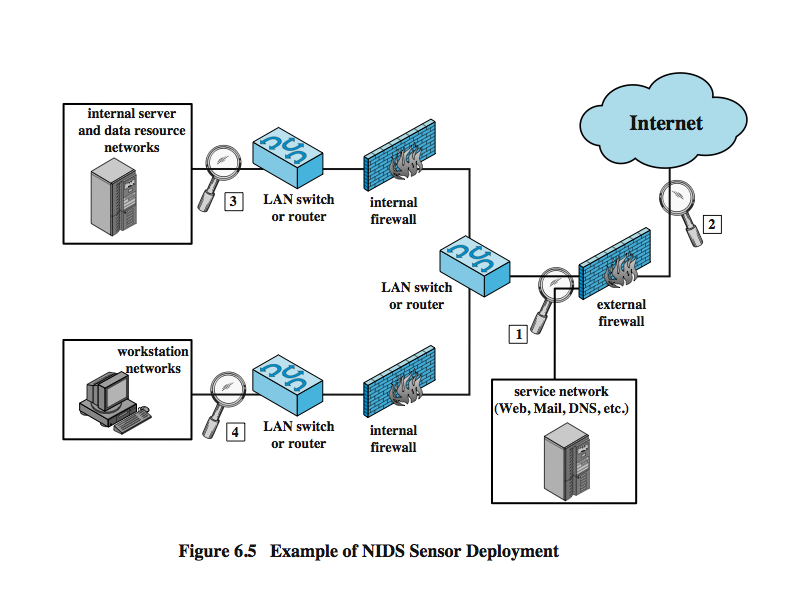 internal server
and data resource
networks
3
LAN switch
or router
internal
firewall
Internet
2
LAN switch
or router
1
external
firewall
workstation
networks
4
LAN switch
or router
internal
firewall
service network
(Web, Mail, DNS, etc.)
Figure 6.5 Example of NIDS Sensor Deployment